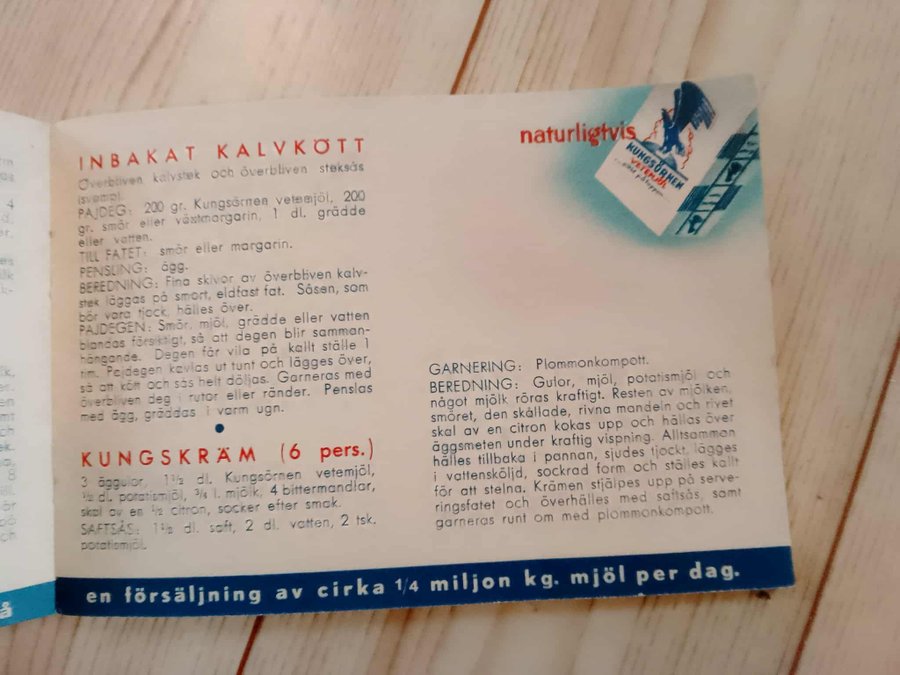 INBAKAT KALVKÖTT
Överbliven kalvstek och överbliven steksås
(svamp).
PAJDEG: 200 gr. Kungsörnen vetemjöl, 200
gr. smör eller växtmargarin, 1 dl. grädde
eller vatten.
TILL FATET: smör eller margarin.
PENSLING: ägg.
BEREDNING: Fina skivor av överbliven kalv-
stek läggas på smort, eldfast fat. Såsen, som
bör vara tjock, hälles över.
PAJDEGEN: Smör, mjöl, grädde eller vatten
blandas försiktigt, så att degen blir samman-
hängande. Degen får vila på kallt ställe 1
tim. Pajdegen kavlas ut tunt och lägges över,
så att kött och sås helt döljas. Garneras med
överbliven deg i rutor eller ränder. Penslas
med ägg, gräddas i varm ugn.
KUNGSKRÄM (6 pers.)
3 äggulor, 1½ dl. Kungsörnen vetemjöl,
½ dl. potatismjöl, ¾ l. mjölk, 4 bittermandlar,
skal av en ½ citron, socker efter smak.
SAFTSÅS: 1½ dl. saft, 2 dl. vatten, 2 tsk.
potatismjöl.
naturligtvis
KUNGSÖRNEN
VETEMJÖL
GARNERING: Plommonkompott.
BEREDNING: Gulor, mjöl, potatismjöl och
något mjölk röras kraftigt. Resten av mjölken,
smöret, den skållade, rivna mandeln och rivet
skal av en citron kokas upp och hällas över
äggsmeten under kraftig vispning. Alltsamman
hälles tillbaka i pannan, sjudes tjockt, lägges
i vattensköljd, sockrad form och ställes kallt
för att stelna. Krämen stjälpes upp på serve-
ringsfatet och överhälles med saftsås, samt
garneras runt om med plommonkompott.
en försäljning av cirka 1/4 miljon kg. mjöl per dag.